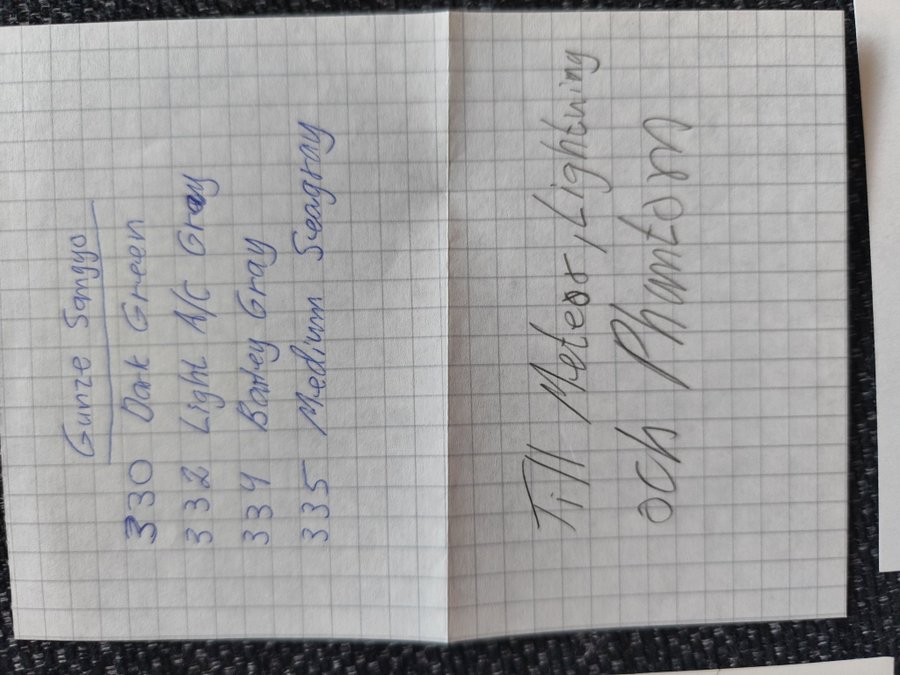 Gunze Sangyo
330 Dark Green
332 Light A/C Gray
334 Barley Gray
335 Medium Seagray
Till Meteor, Lightning
och Phantom